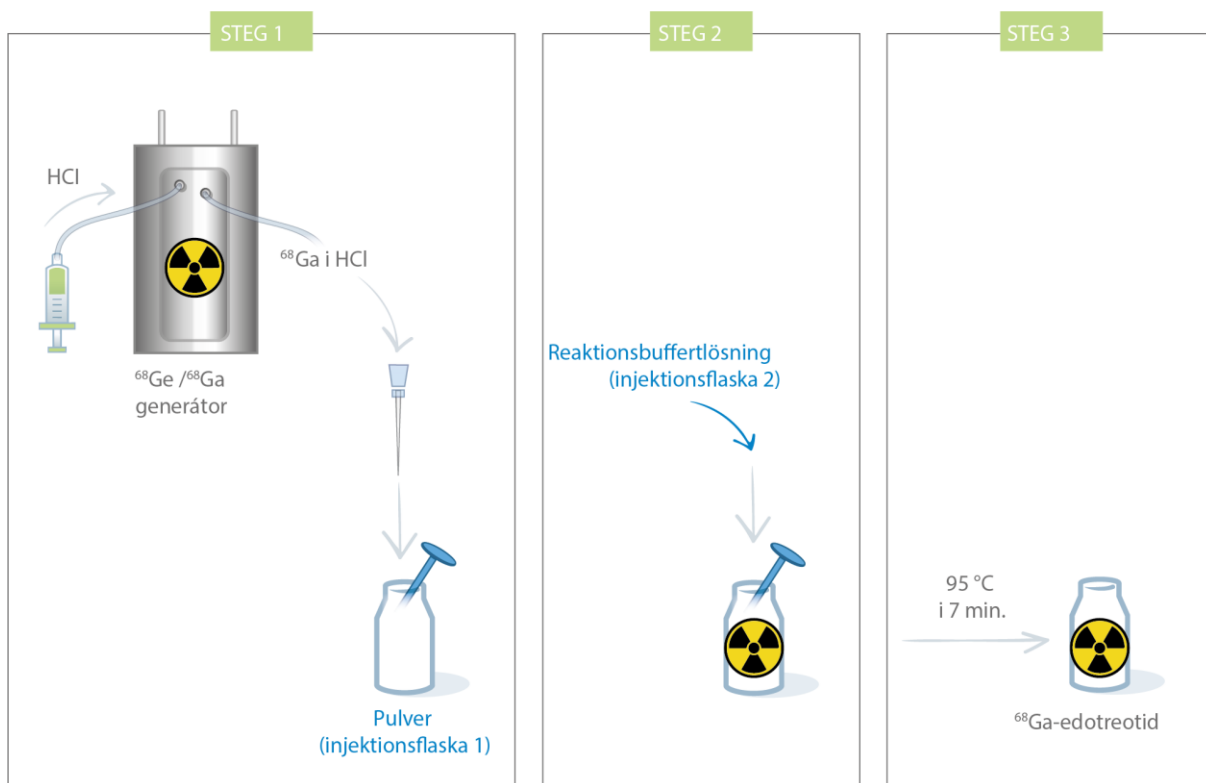 STEG 1
HCl
⁶⁸Ga i HCl
⁶⁸Ge /⁶⁸Ga
generátor
Pulver
(injektionsflaska 1)
STEG 2
Reaktionsbuffertlösning
(injektionsflaska 2)
STEG 3
95 °C
i 7 min.
⁶⁸Ga-edotreotid